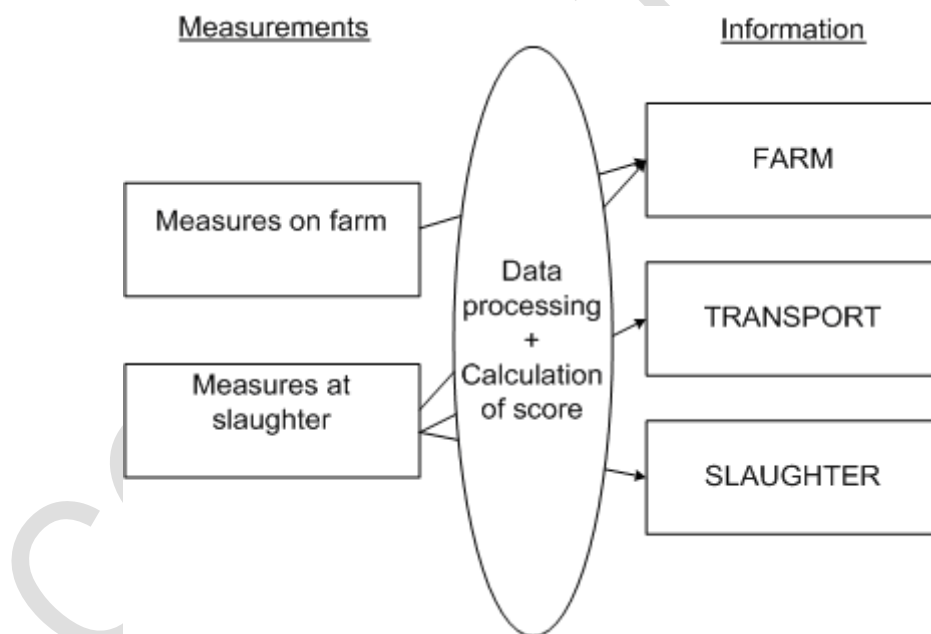 Measurements
Information
Measures on farm
Measures at
slaughter
Data
processing
+
Calculation
of score
FARM
TRANSPORT
SLAUGHTER